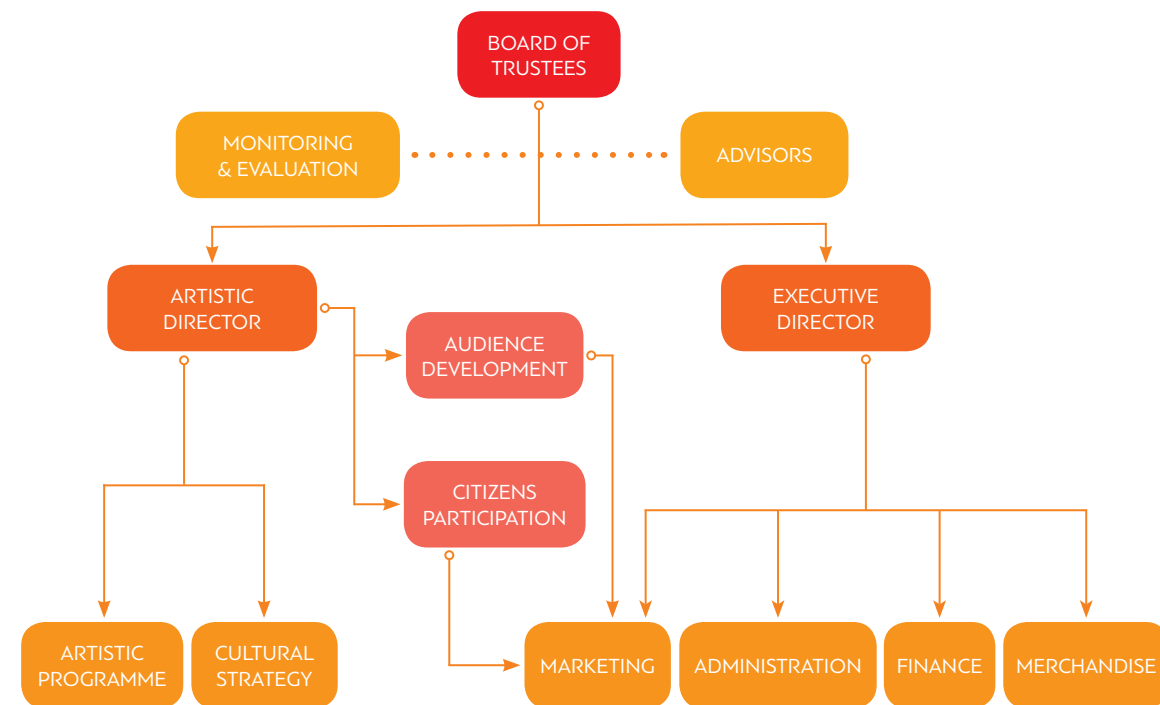 BOARD OF
TRUSTEES
MONITORING
& EVALUATION
ADVISORS
ARTISTIC
DIRECTOR
EXECUTIVE
DIRECTOR
AUDIENCE
DEVELOPMENT
CITIZENS
PARTICIPATION
ARTISTIC
PROGRAMME
CULTURAL
STRATEGY
MARKETING
ADMINISTRATION
FINANCE
MERCHANDISE